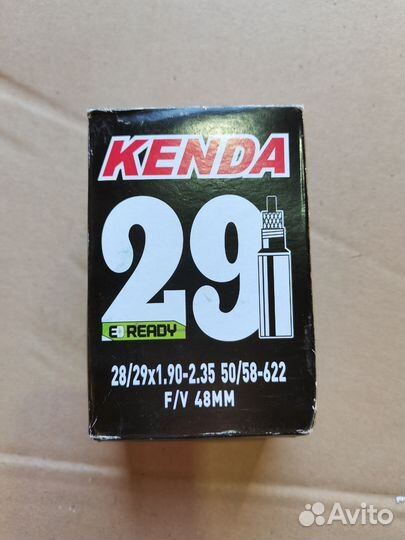 KENDA
29
READY
28/29x1.90-2.35 50/58-622
F/V 48MM
Avito